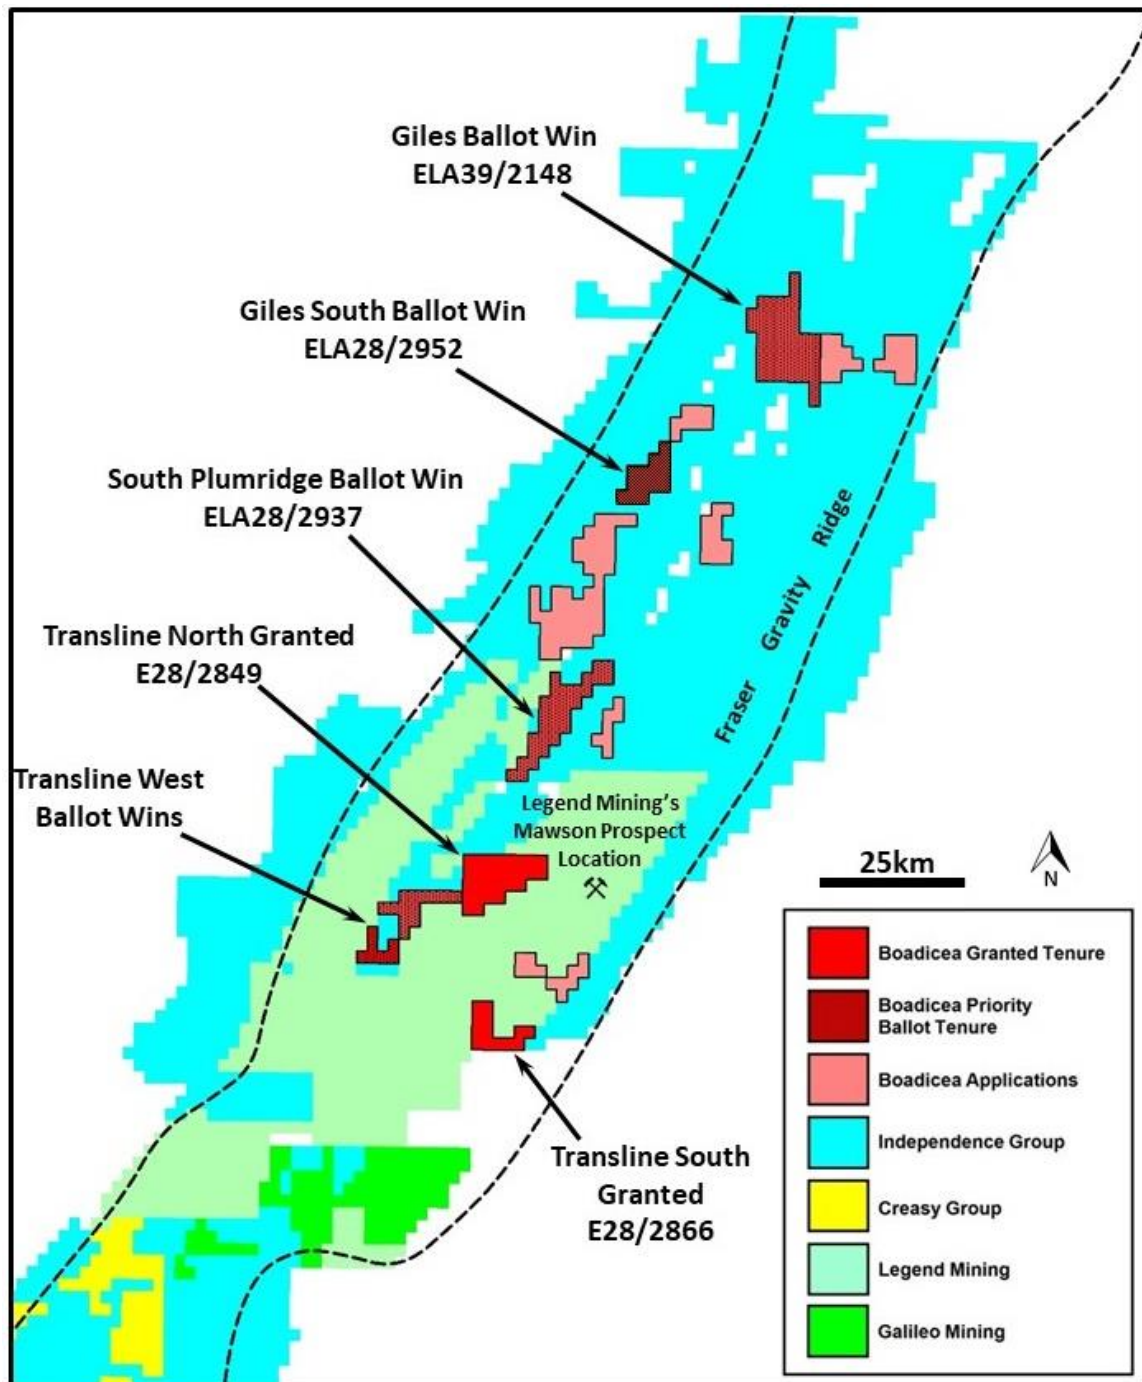 Giles Ballot Win
ELA39/2148
Giles South Ballot Win
ELA28/2952
South Plumridge Ballot Win
ELA28/2937
Transline North Granted
E28/2849
Transline West
Ballot Wins
Fraser Gravity Ridge
Legend Mining's
Mawson Prospect
Location
Transline South
Granted
E28/2866
25km
N
Boadicea Granted Tenure
Boadicea Priority
Ballot Tenure
Boadicea Applications
Independence Group
Creasy Group
Legend Mining
Galileo Mining